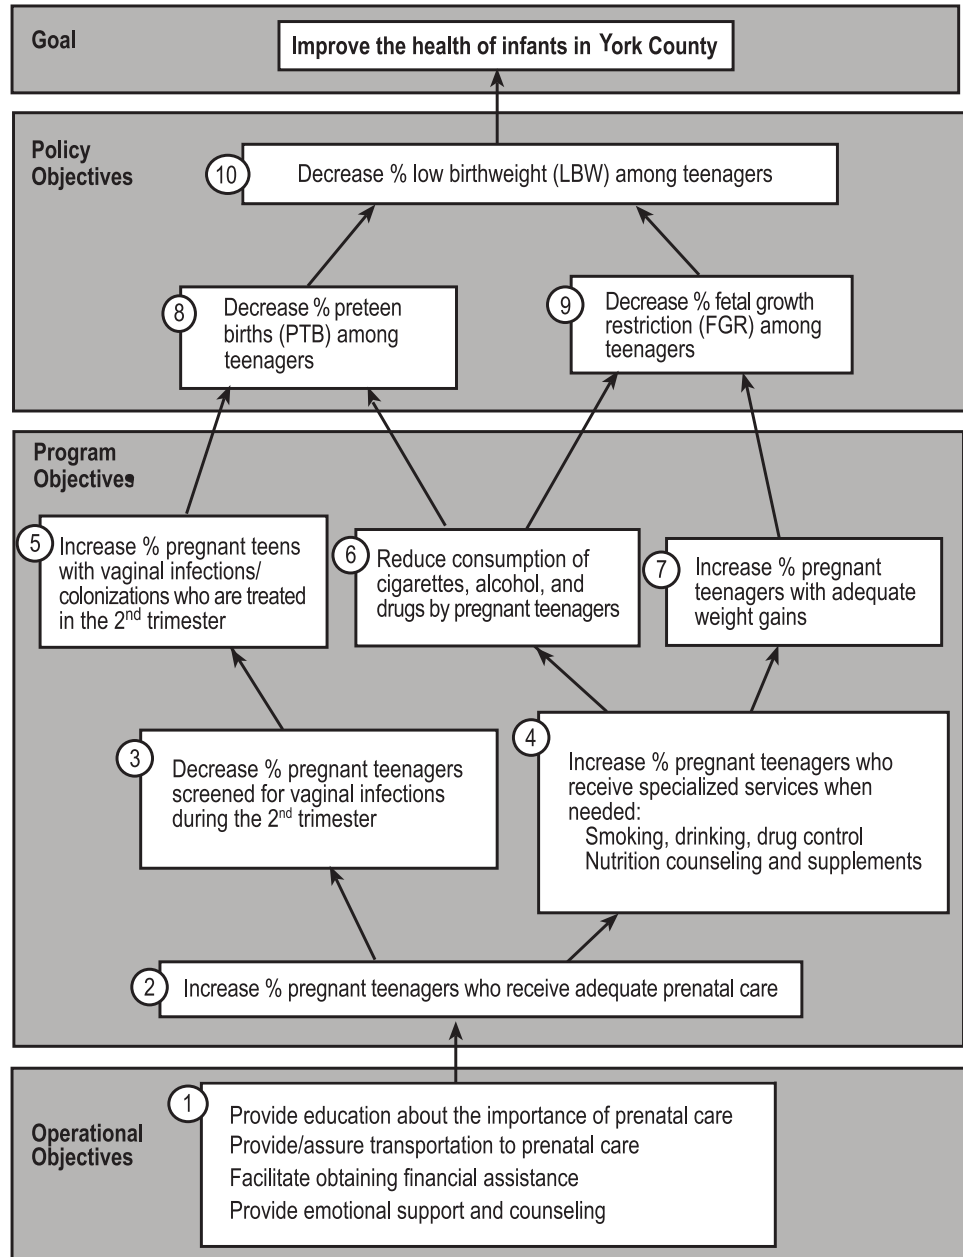 Goal
Improve the health of infants in York County
Policy
Objectives
10
Decrease % low birthweight (LBW) among teenagers
8
Decrease % preteen
births (PTB) among
teenagers
9
Decrease % fetal growth
restriction (FGR) among
teenagers
Program
Objectives
5
Increase % pregnant teens
with vaginal infections/
colonizations who are treated
in the 2nd trimester
6
Reduce consumption of
cigarettes, alcohol, and
drugs by pregnant teenagers
7
Increase % pregnant
teenagers with adequate
weight gains
3
Decrease % pregnant teenagers
screened for vaginal infections
during the 2nd trimester
4
Increase % pregnant teenagers who
receive specialized services when
needed:
Smoking, drinking, drug control
Nutrition counseling and supplements
2
Increase % pregnant teenagers who receive adequate prenatal care
Operational
Objectives
1
Provide education about the importance of prenatal care
Provide/assure transportation to prenatal care
Facilitate obtaining financial assistance
Provide emotional support and counseling